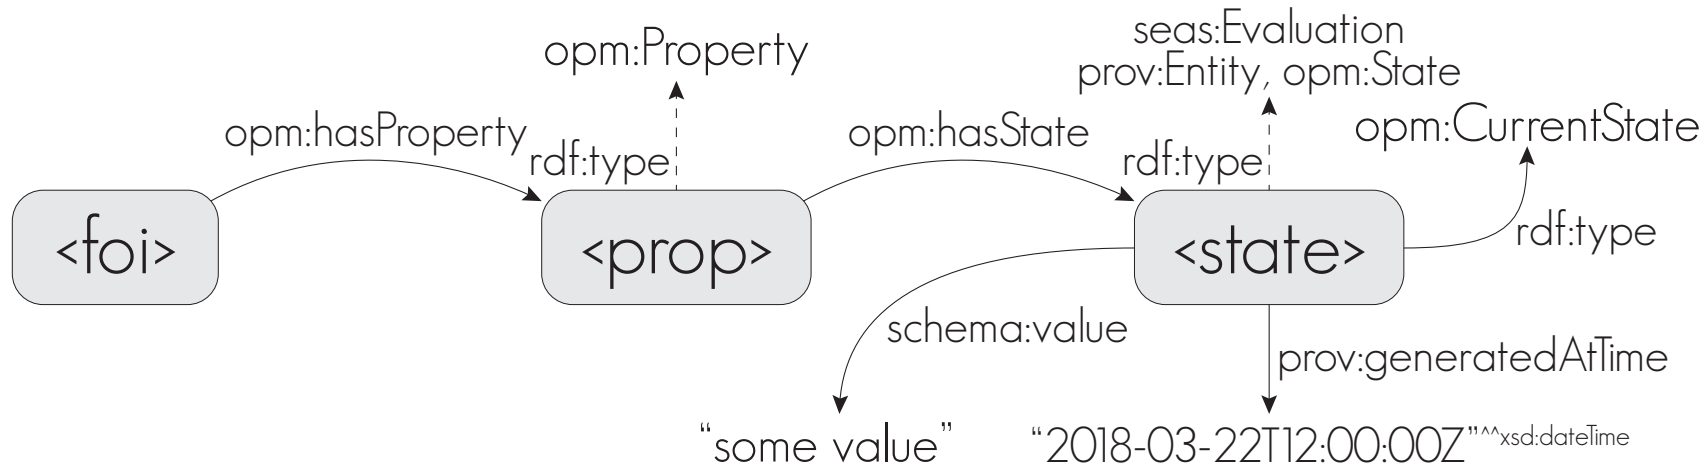 seas:Evaluation
opm:Property
prov:Entity, opm:State
opm:hasProperty
opm:hasState
opm:CurrentState
rdf:type
rdf:type
<foi>
<prop>
<state>
rdf:type
schema:value
prov:generatedAtTime
“some value”
“2018-03-22T12:00:00Z”^^xsd:dateTime